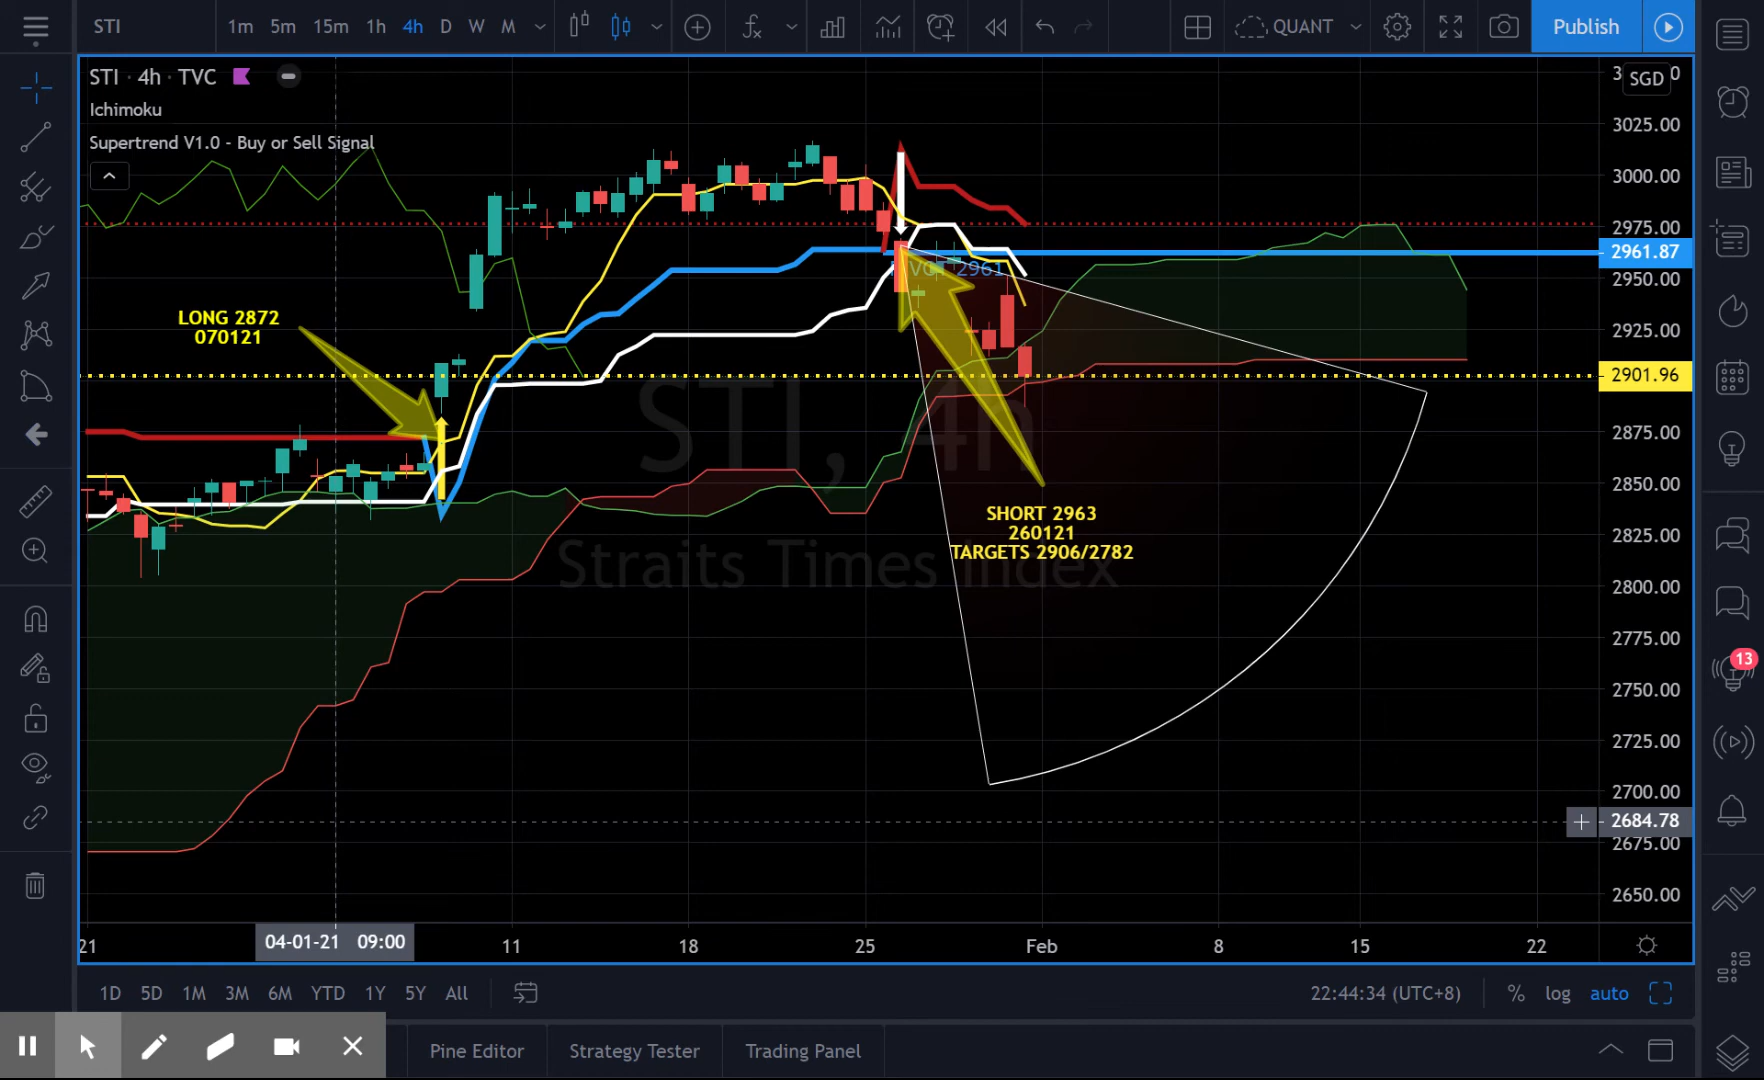 STI
1m 5m 15m 1h 4h D W M
QUANT
Publish
STI · 4h · TVC
Ichimoku
Supertrend V1.0 - Buy or Sell Signal
SGD
3025.00
3000.00
2975.00
2961.87
2950.00
2925.00
2901.96
2875.00
2850.00
2825.00
2800.00
2775.00
2750.00
2725.00
2700.00
2684.78
2675.00
2650.00
LONG 2872
070121
2961
STI, 4h
Straits Times Index
SHORT 2963
260121
TARGETS 2906/2782
13
21 04-01-21 09:00 11 18 25 Feb 8 15 22
1D 5D 1M 3M 6M YTD 1Y 5Y All
22:44:34 (UTC+8) % log auto
Pine Editor Strategy Tester Trading Panel